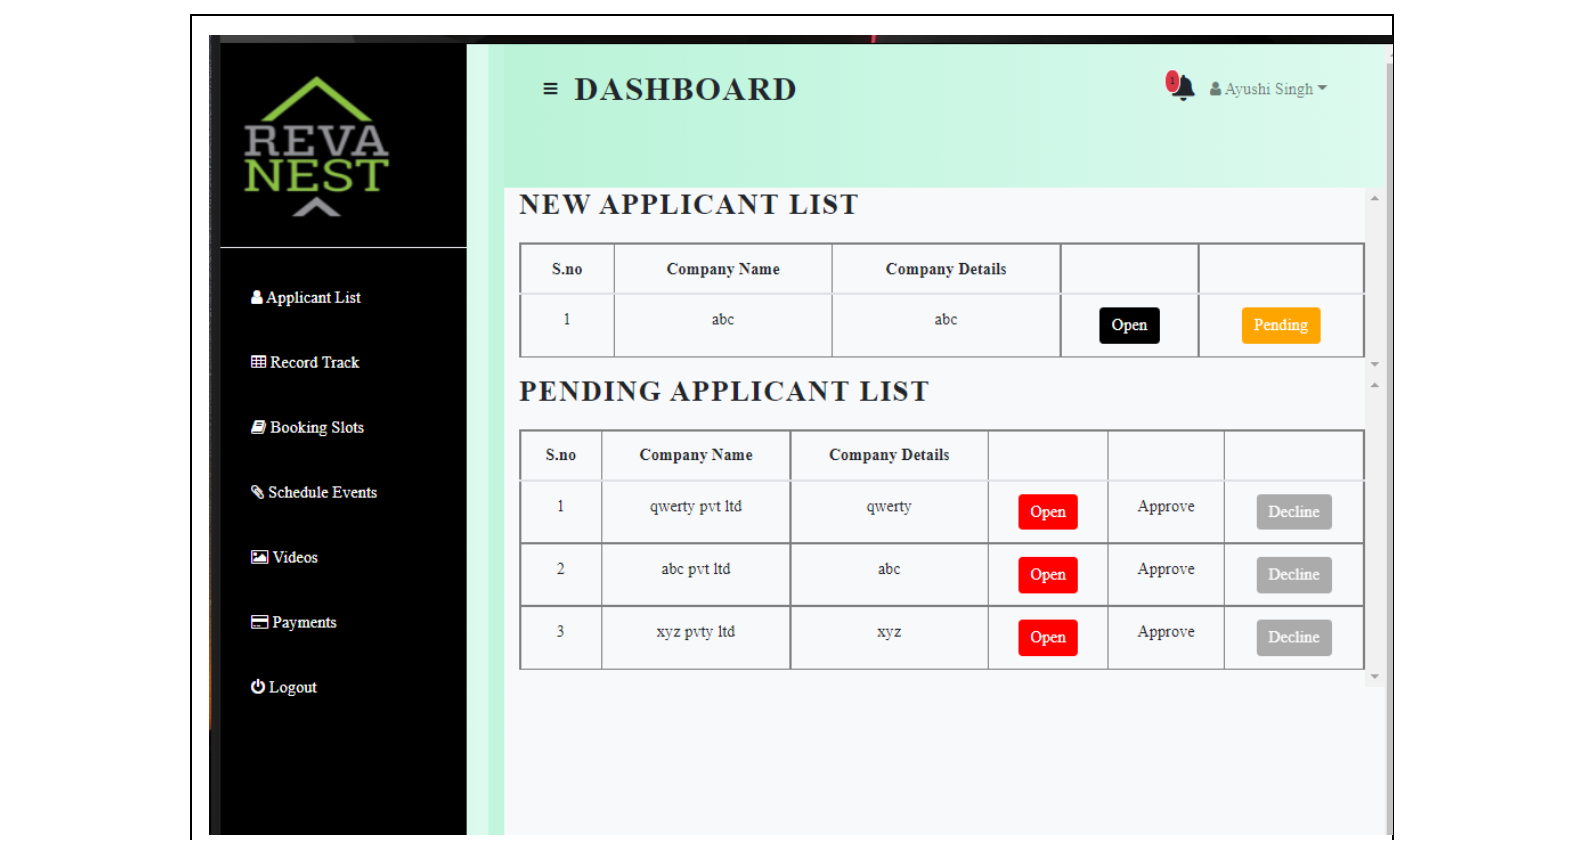 REVA
NEST
Applicant List
Record Track
Booking Slots
Schedule Events
Videos
Payments
Logout
≡ DASHBOARD
1
Ayushi Singh
NEW APPLICANT LIST
S.no Company Name Company Details
1 abc abc Open Pending
PENDING APPLICANT LIST
S.no Company Name Company Details
1 qwerty pvt ltd qwerty Open Approve Decline
2 abc pvt ltd abc Open Approve Decline
3 xyz pvty ltd xyz Open Approve Decline